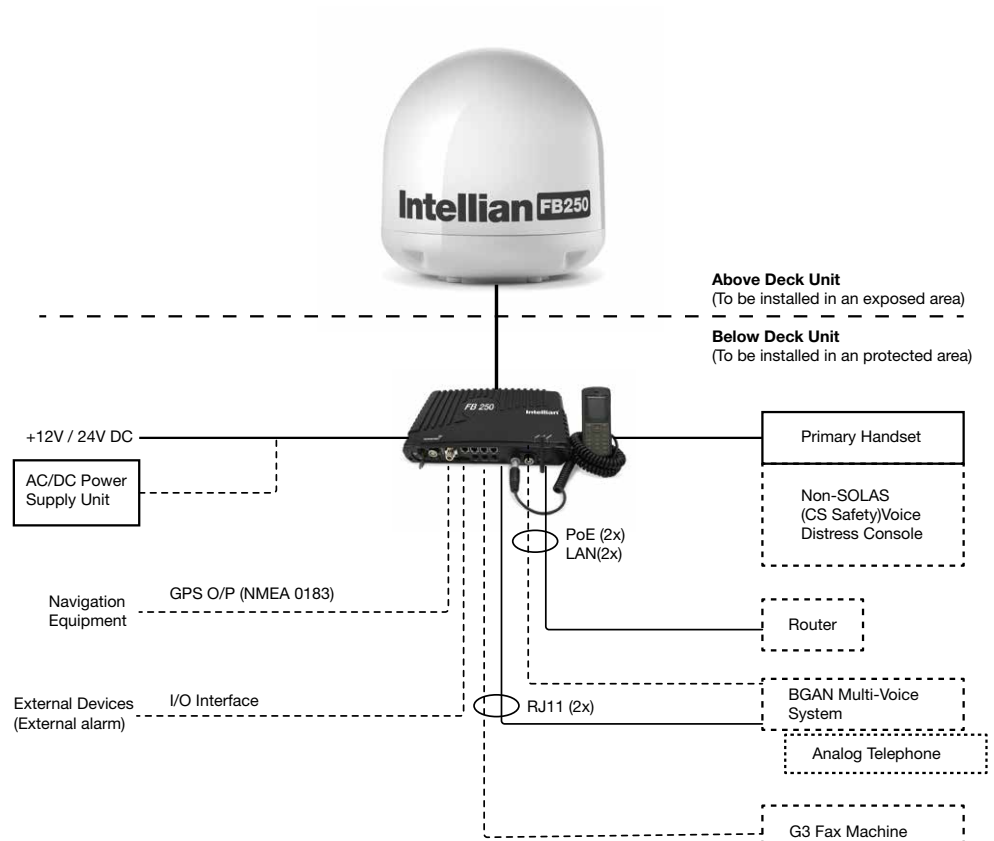 Intellian FB250
Above Deck Unit
(To be installed in an exposed area)
Below Deck Unit
(To be installed in an protected area)
FB 250
Intellian
+12V / 24V DC
Primary Handset
AC/DC Power
Supply Unit
Non-SOLAS
(CS Safety)Voice
Distress Console
PoE (2x)
LAN(2x)
GPS O/P (NMEA 0183)
Navigation
Equipment
Router
I/O Interface
External Devices
(External alarm)
RJ11 (2x)
BGAN Multi-Voice
System
Analog Telephone
G3 Fax Machine